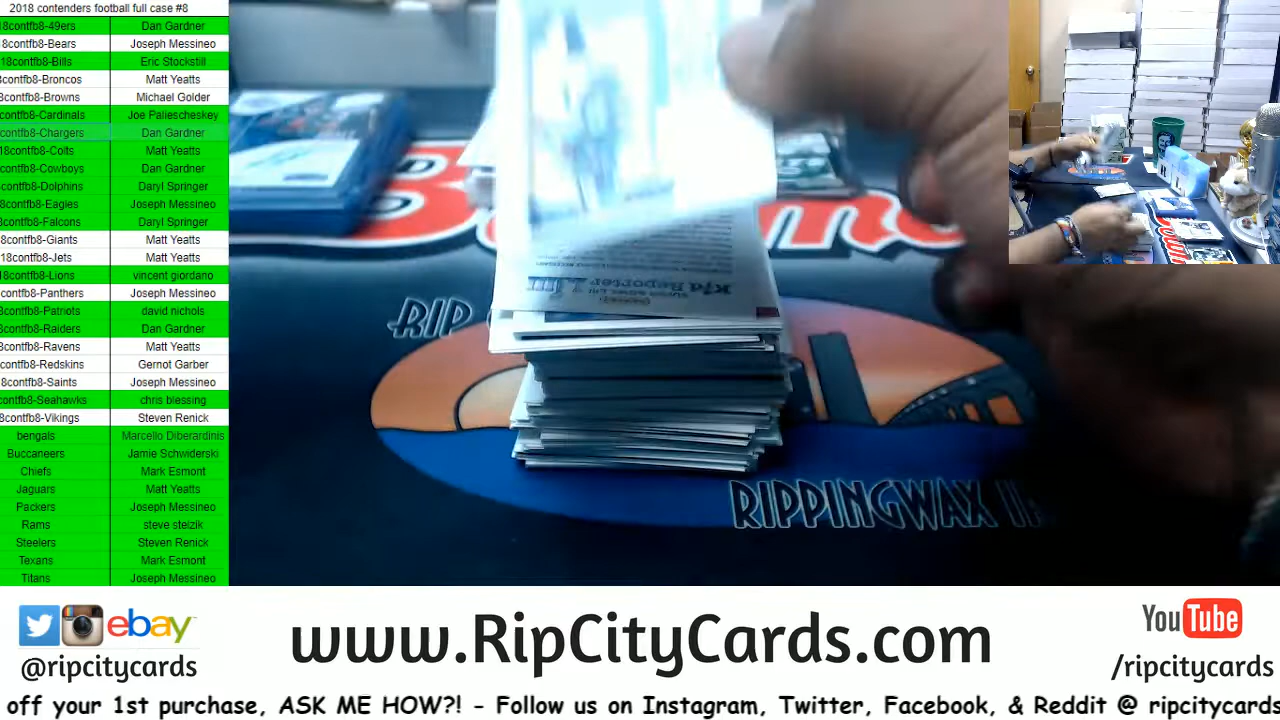 2018 contenders football full case #8
18contfb8-49ers Dan Gardner
8contfb8-Bears Joseph Messineo
18contfb8-Bills Eric Stockstill
8contfb8-Broncos Matt Yeatts
8contfb8-Browns Michael Golder
contfb8-Cardinals Joe Paliescheskey
contfb8-Chargers Dan Gardner
18contfb8-Colts Matt Yeatts
contfb8-Cowboys Dan Gardner
contfb8-Dolphins Daryl Springer
8contfb8-Eagles Joseph Messineo
8contfb8-Falcons Daryl Springer
8contfb8-Giants Matt Yeatts
18contfb8-Jets Matt Yeatts
18contfb8-Lions vincent giordano
contfb8-Panthers Joseph Messineo
contfb8-Patriots david nichols
contfb8-Raiders Dan Gardner
8contfb8-Ravens Matt Yeatts
contfb8-Redskins Gernot Garber
8contfb8-Saints Joseph Messineo
contfb8-Seahawks chris blessing
8contfb8-Vikings Steven Renick
bengals Marcello Diberardinis
Buccaneers Jamie Schwiderski
Chiefs Mark Esmont
Jaguars Matt Yeatts
Packers Joseph Messineo
Rams steve stelzik
Steelers Steven Renick
Texans Mark Esmont
Titans Joseph Messineo
Kid Reporter
RIP
RIPPINGWAX
ebay
@ripcitycards
www.RipCityCards.com
YouTube
/ripcitycards
off your 1st purchase, ASK ME HOW?! - Follow us on Instagram, Twitter, Facebook, & Reddit @ ripcitycards